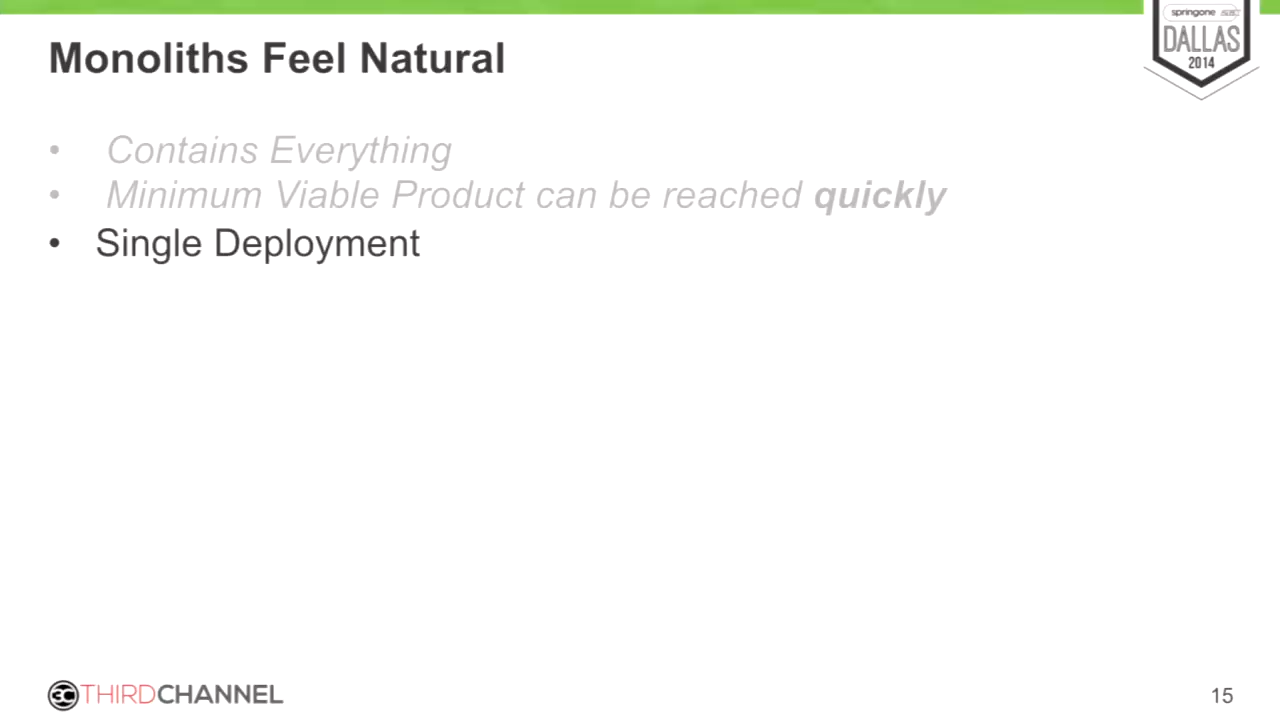 springone
DALLAS
2014
Monoliths Feel Natural
• Contains Everything
• Minimum Viable Product can be reached quickly
• Single Deployment
3C THIRDCHANNEL
15